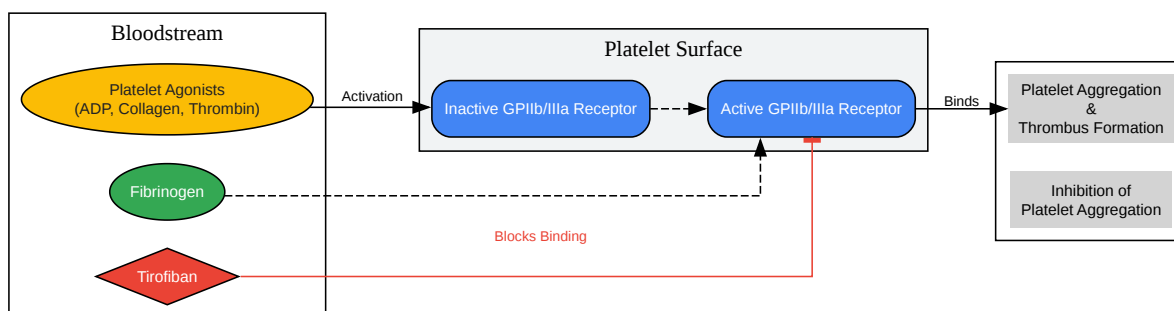 Bloodstream
Platelet Agonists
(ADP, Collagen, Thrombin)
Activation
Platelet Surface
Inactive GPIIb/IIIa Receptor
Active GPIIb/IIIa Receptor
Binds
Platelet Aggregation
&
Thrombus Formation
Fibrinogen
Inhibition of
Platelet Aggregation
Blocks Binding
Tirofiban